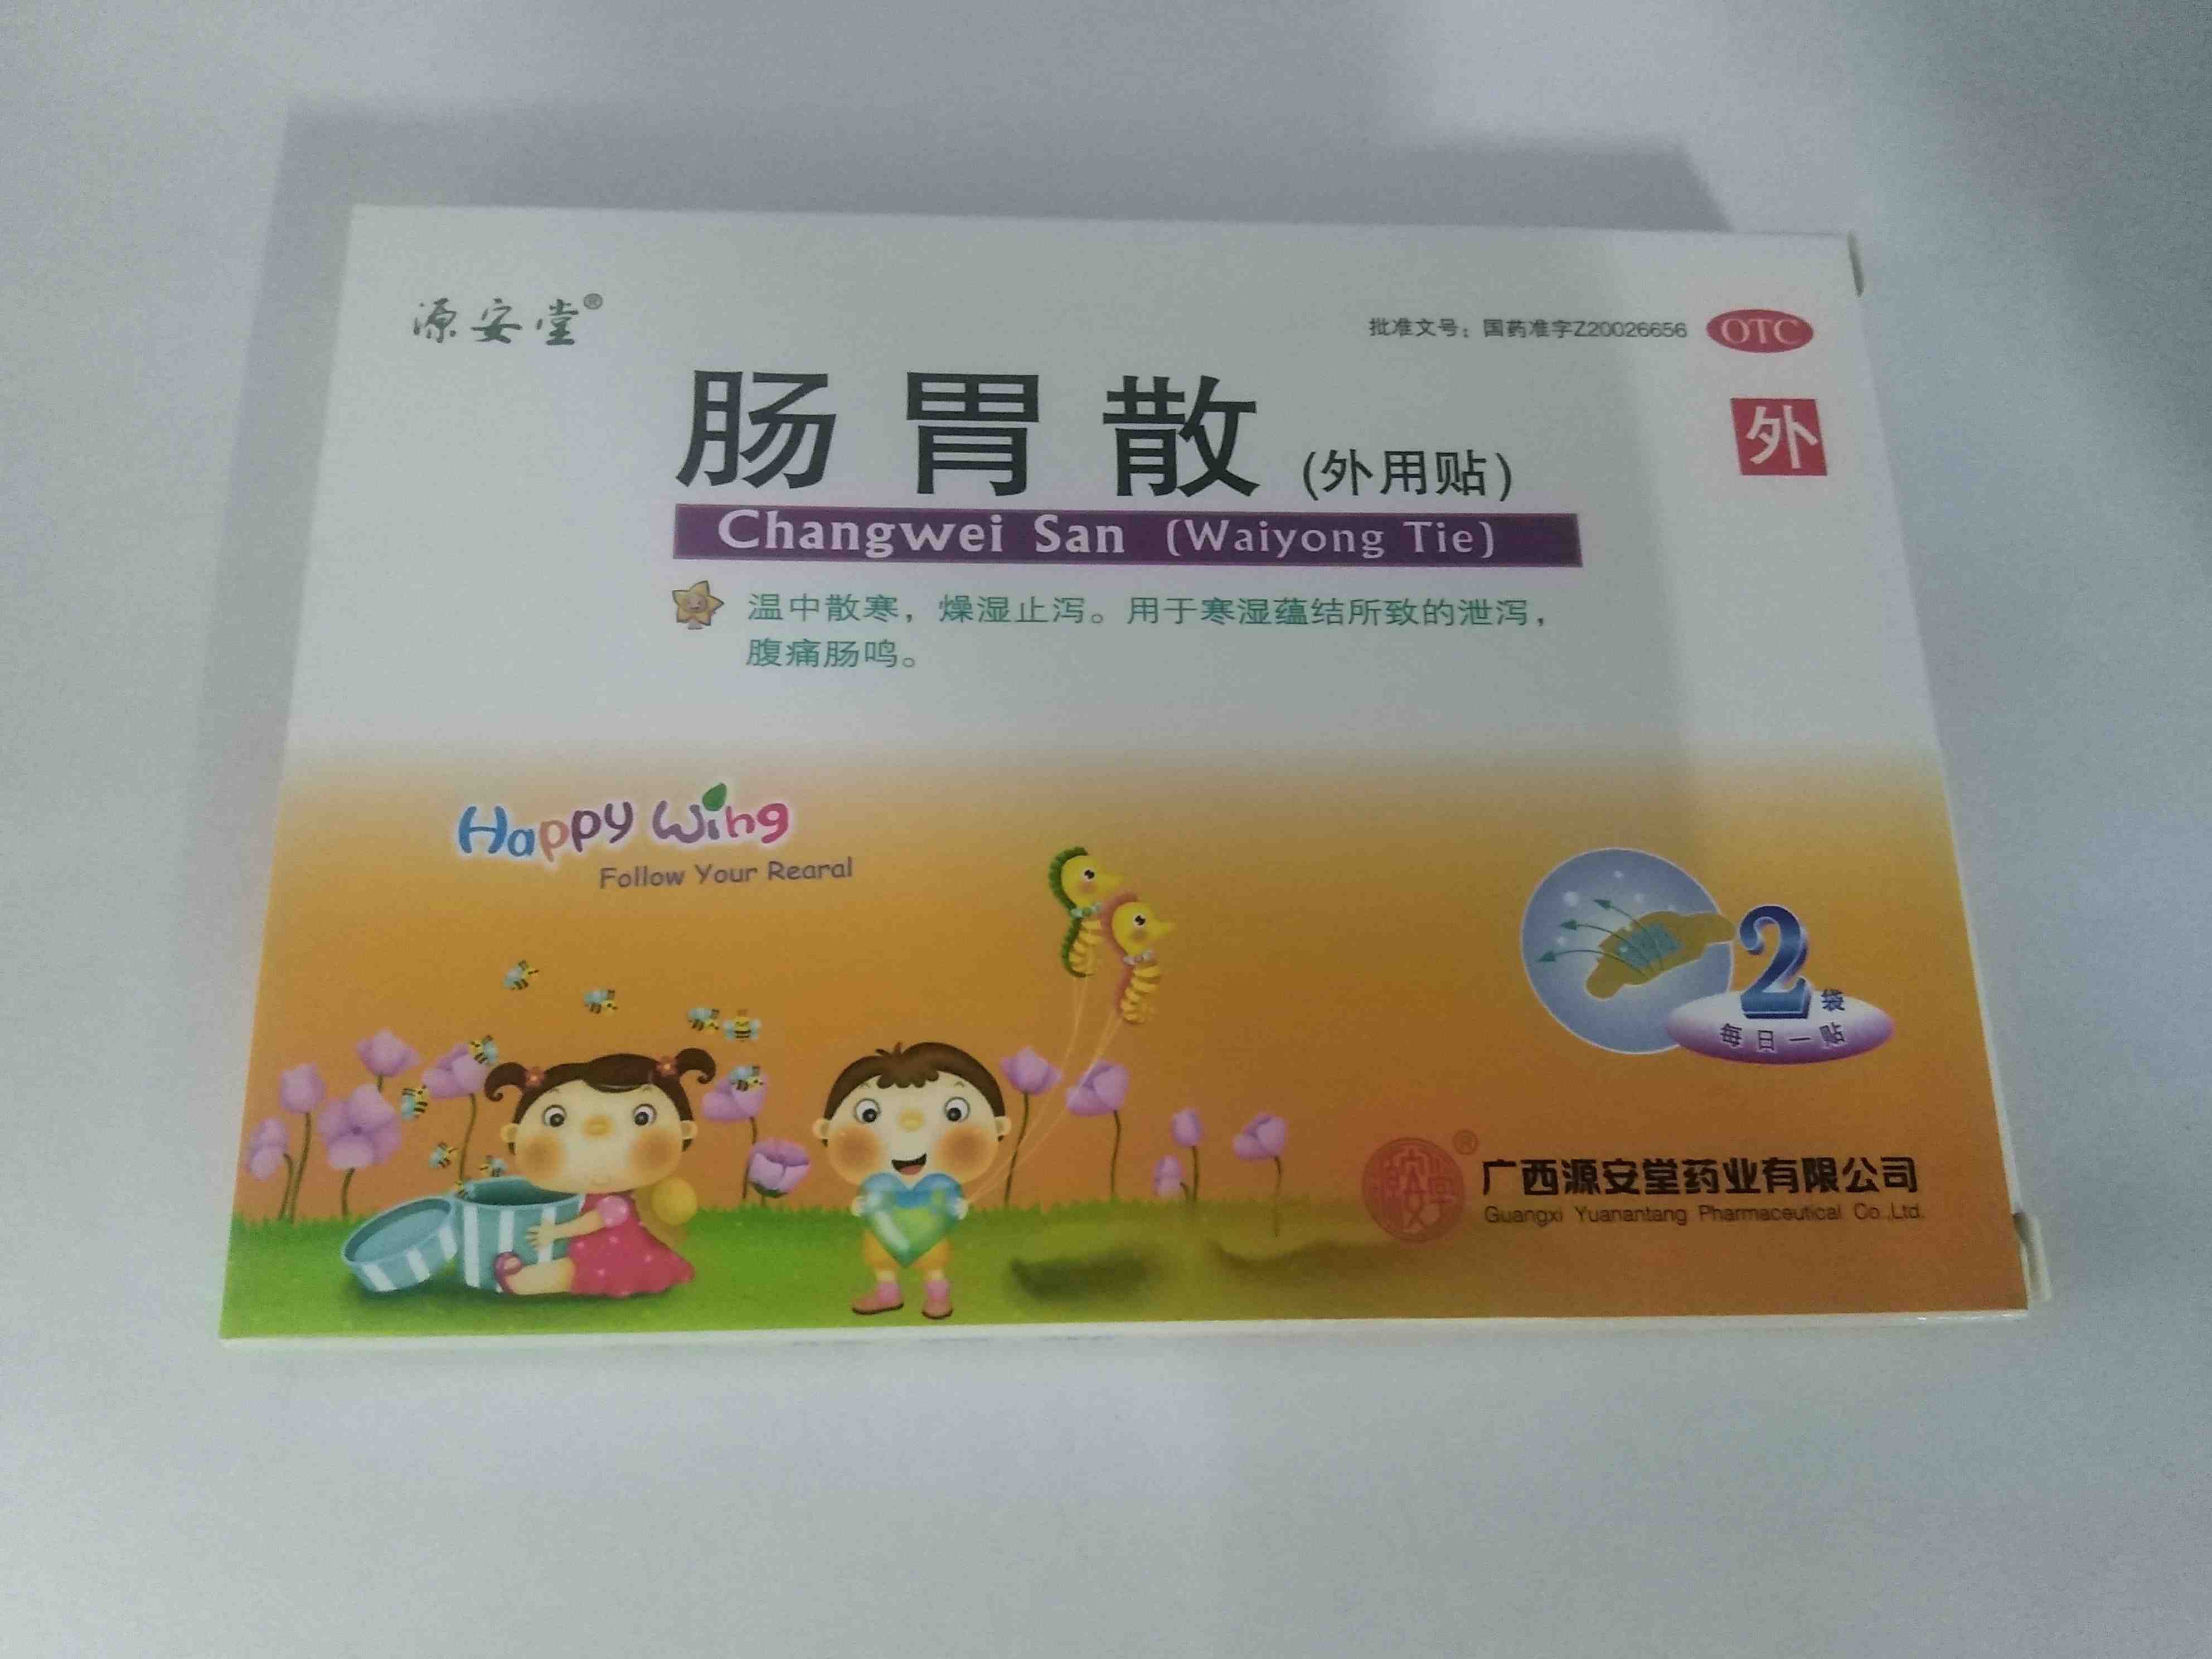 源安堂®
批准文号：国药准字Z20026656 OTC
外
肠胃散(外用贴)
Changwei San (Waiyong Tie)
温中散寒，燥湿止泻。用于寒湿蕴结所致的泄泻，
腹痛肠鸣。
Happy Wing
Follow Your Rearal
2袋
每日一贴
源安堂®
广西源安堂药业有限公司
Guangxi Yuanantang Pharmaceutical Co.,Ltd.